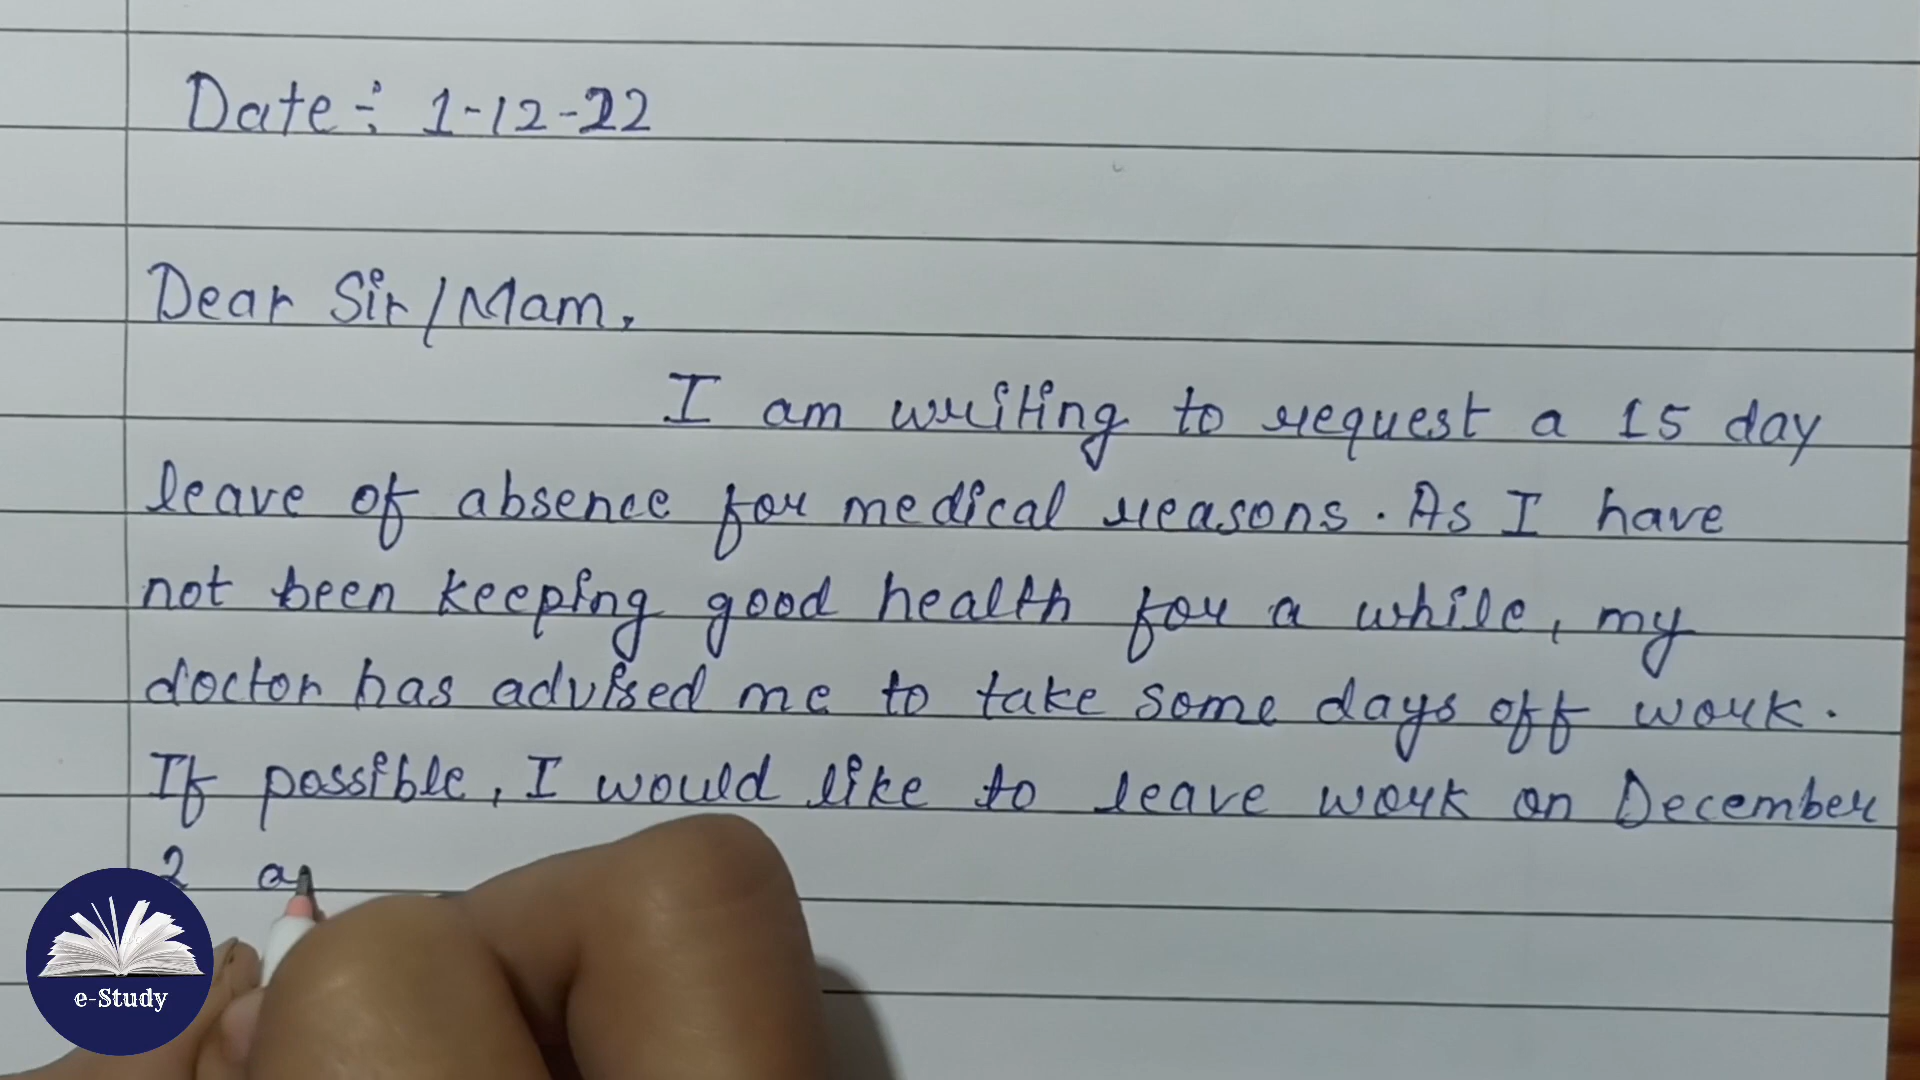 Date :- 1-12-22
Dear Sir/Mam,
I am writing to request a 15 day
leave of absence for medical reasons. As I have
not been keeping good health for a while, my
doctor has advised me to take some days off work.
If possible, I would like to leave work on December
2
e-Study